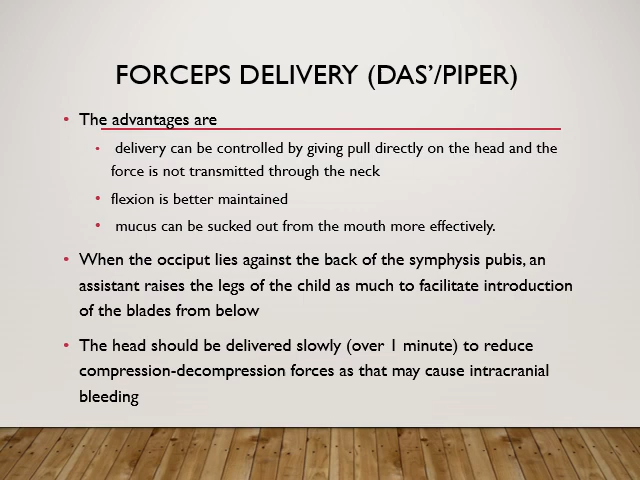 FORCEPS DELIVERY (DAS’/PIPER)
• The advantages are
• delivery can be controlled by giving pull directly on the head and the
force is not transmitted through the neck
• flexion is better maintained
• mucus can be sucked out from the mouth more effectively.
• When the occiput lies against the back of the symphysis pubis, an
assistant raises the legs of the child as much to facilitate introduction
of the blades from below
• The head should be delivered slowly (over 1 minute) to reduce
compression-decompression forces as that may cause intracranial
bleeding